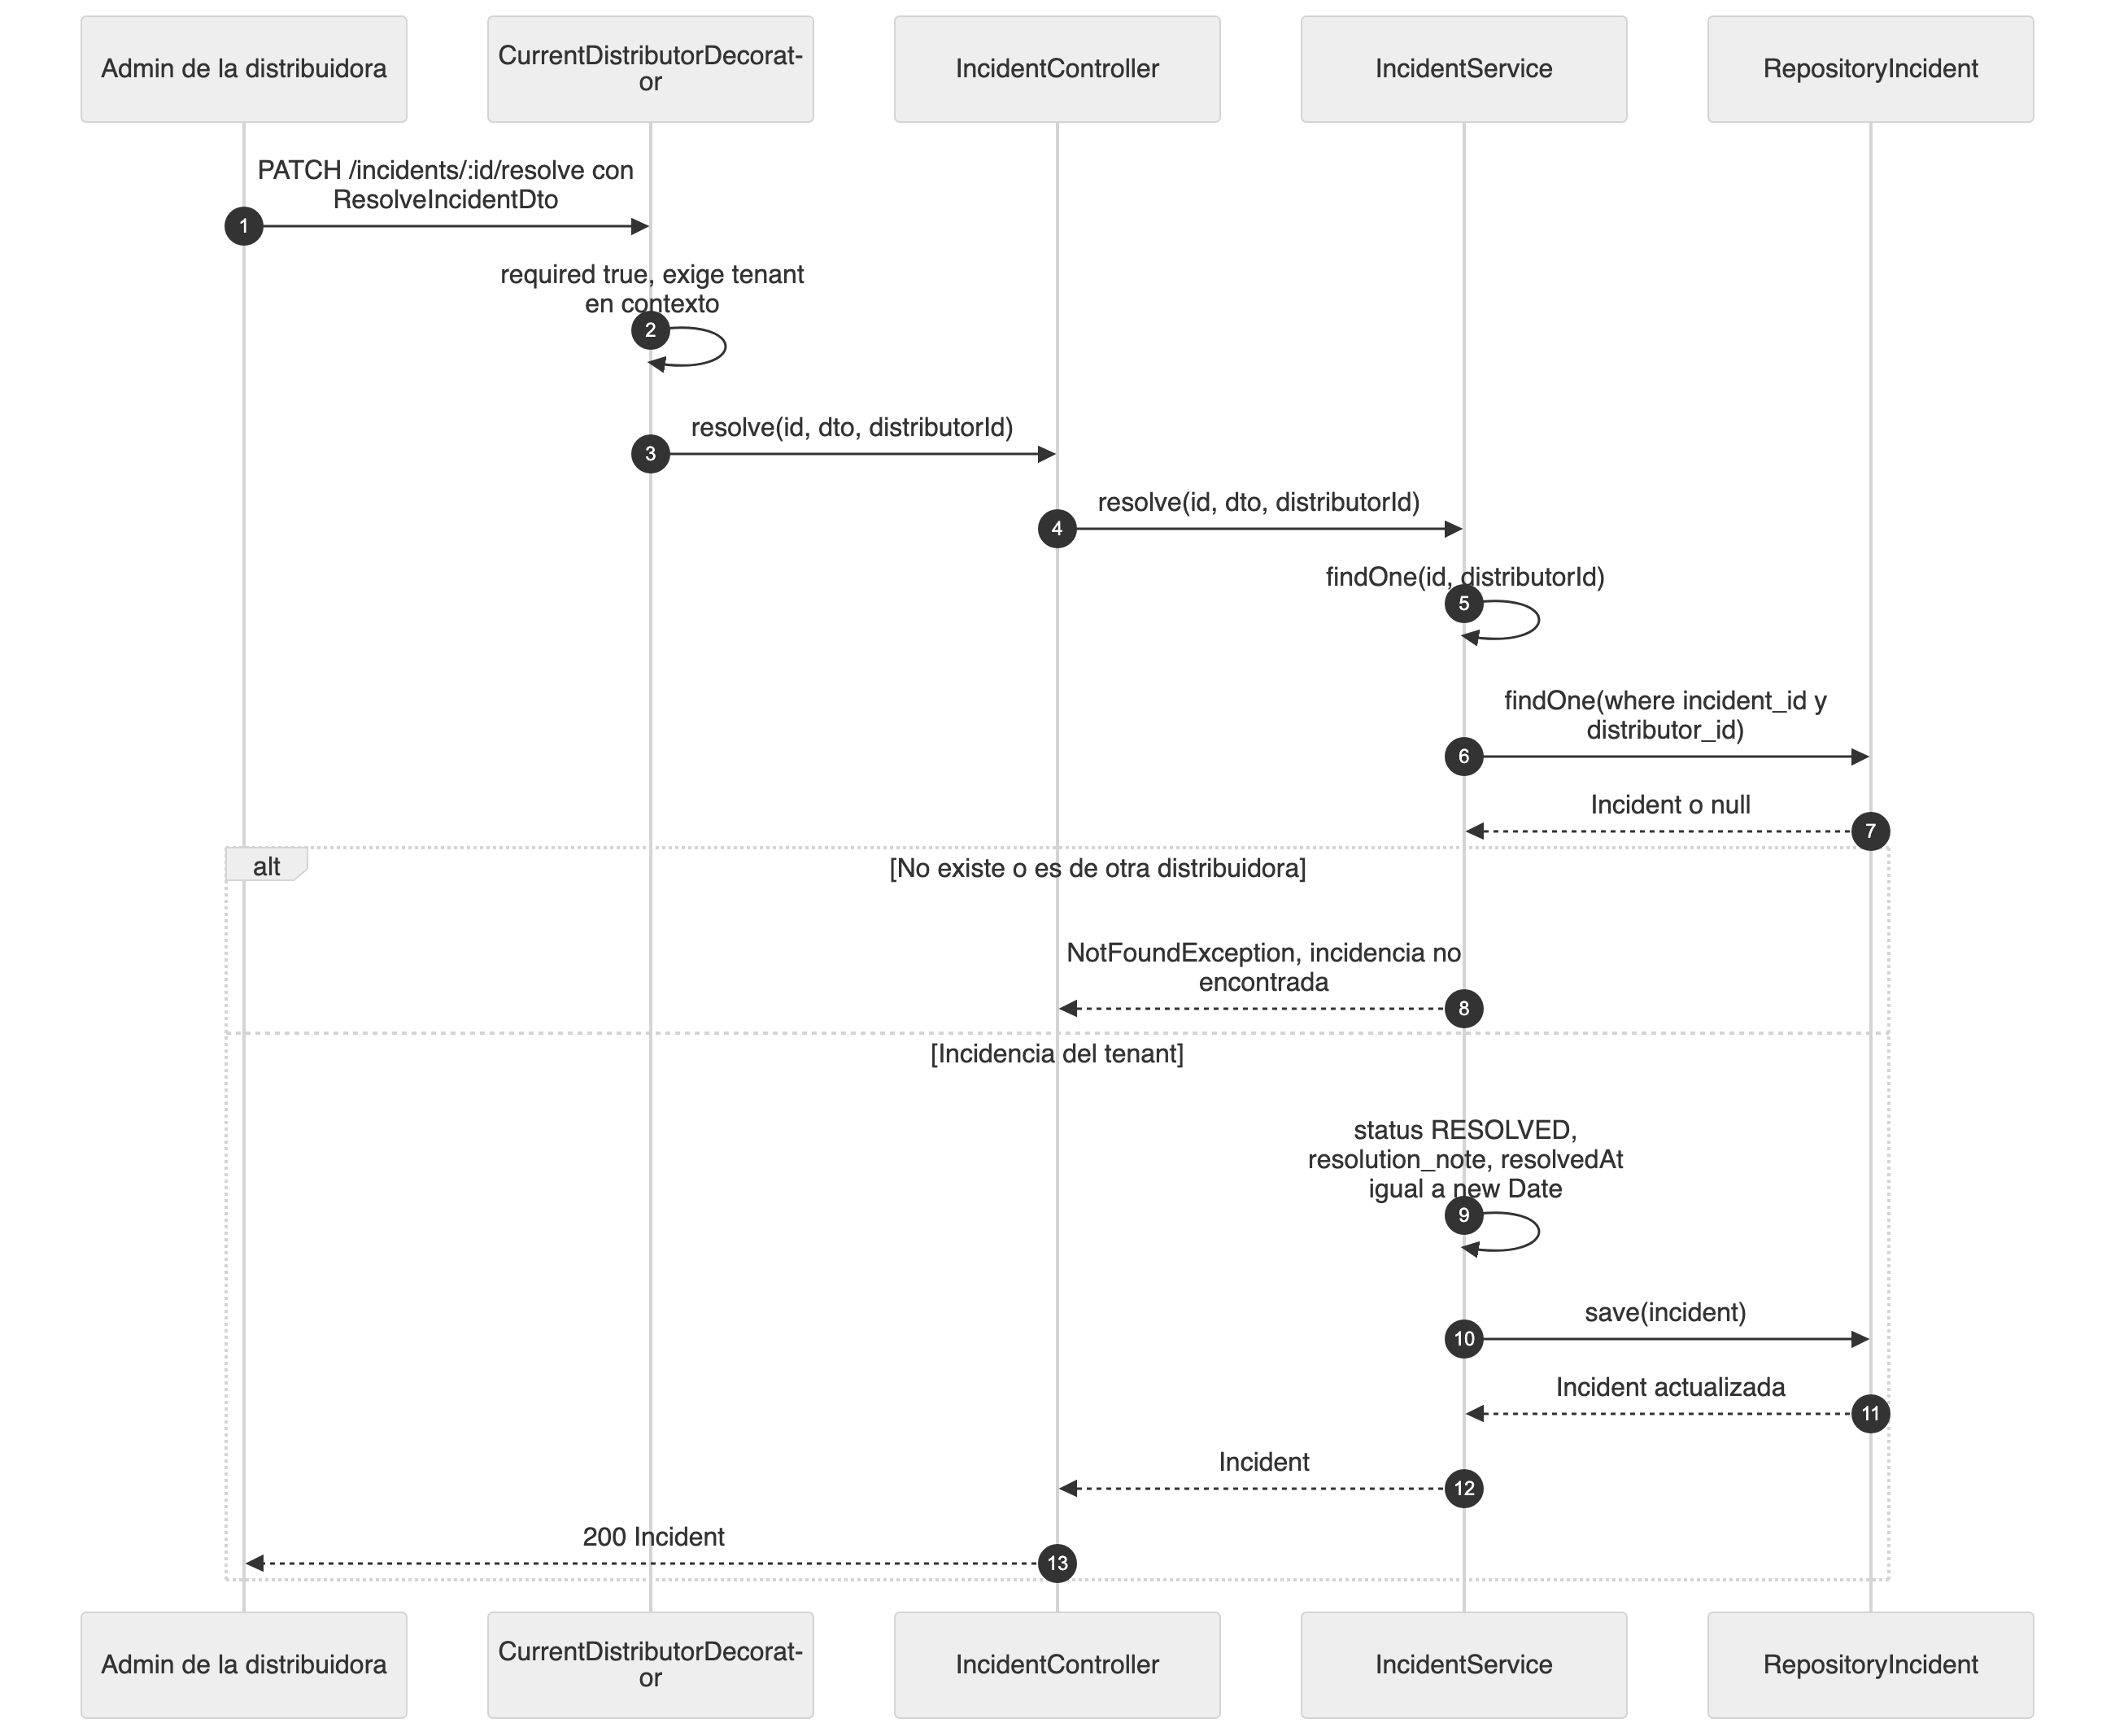 Admin de la distribuidora
CurrentDistributorDecorat-
or
IncidentController
IncidentService
RepositoryIncident
PATCH /incidents/:id/resolve con
ResolveIncidentDto
1
required true, exige tenant
en contexto
2
resolve(id, dto, distributorId)
3
resolve(id, dto, distributorId)
4
findOne(id, distributorId)
5
findOne(where incident_id y
distributor_id)
6
Incident o null
7
alt
[No existe o es de otra distribuidora]
NotFoundException, incidencia no
encontrada
8
[Incidencia del tenant]
status RESOLVED,
resolution_note, resolvedAt
igual a new Date
9
save(incident)
10
Incident actualizada
11
Incident
12
200 Incident
13
Admin de la distribuidora
CurrentDistributorDecorat-
or
IncidentController
IncidentService
RepositoryIncident